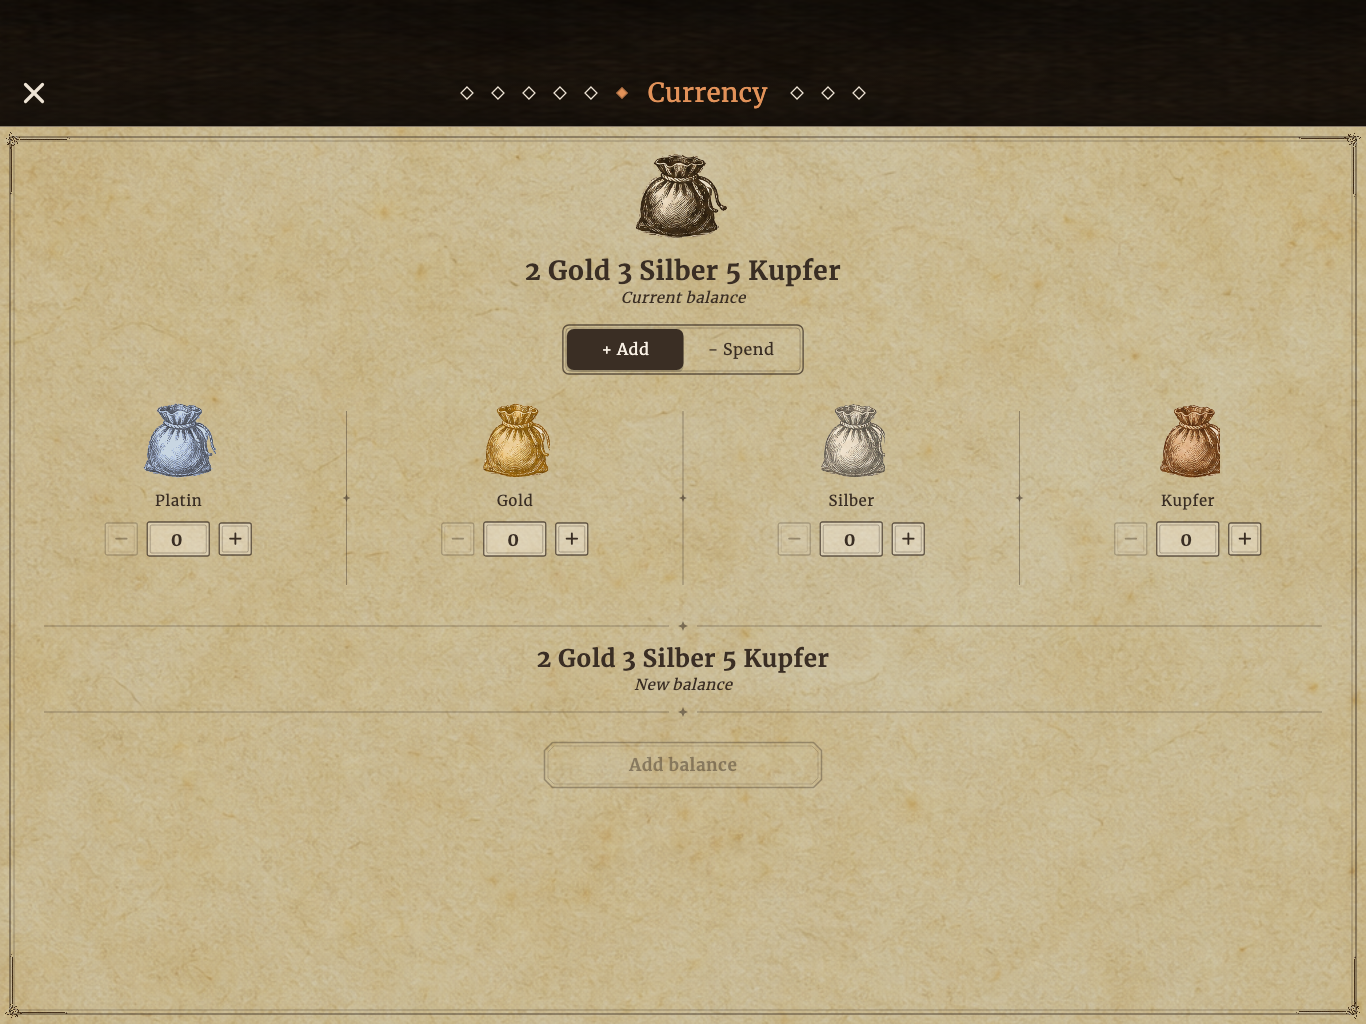 Currency
2 Gold 3 Silber 5 Kupfer
Current balance
+ Add
− Spend
Platin
Gold
Silber
Kupfer
− 0 +
− 0 +
− 0 +
− 0 +
2 Gold 3 Silber 5 Kupfer
New balance
Add balance